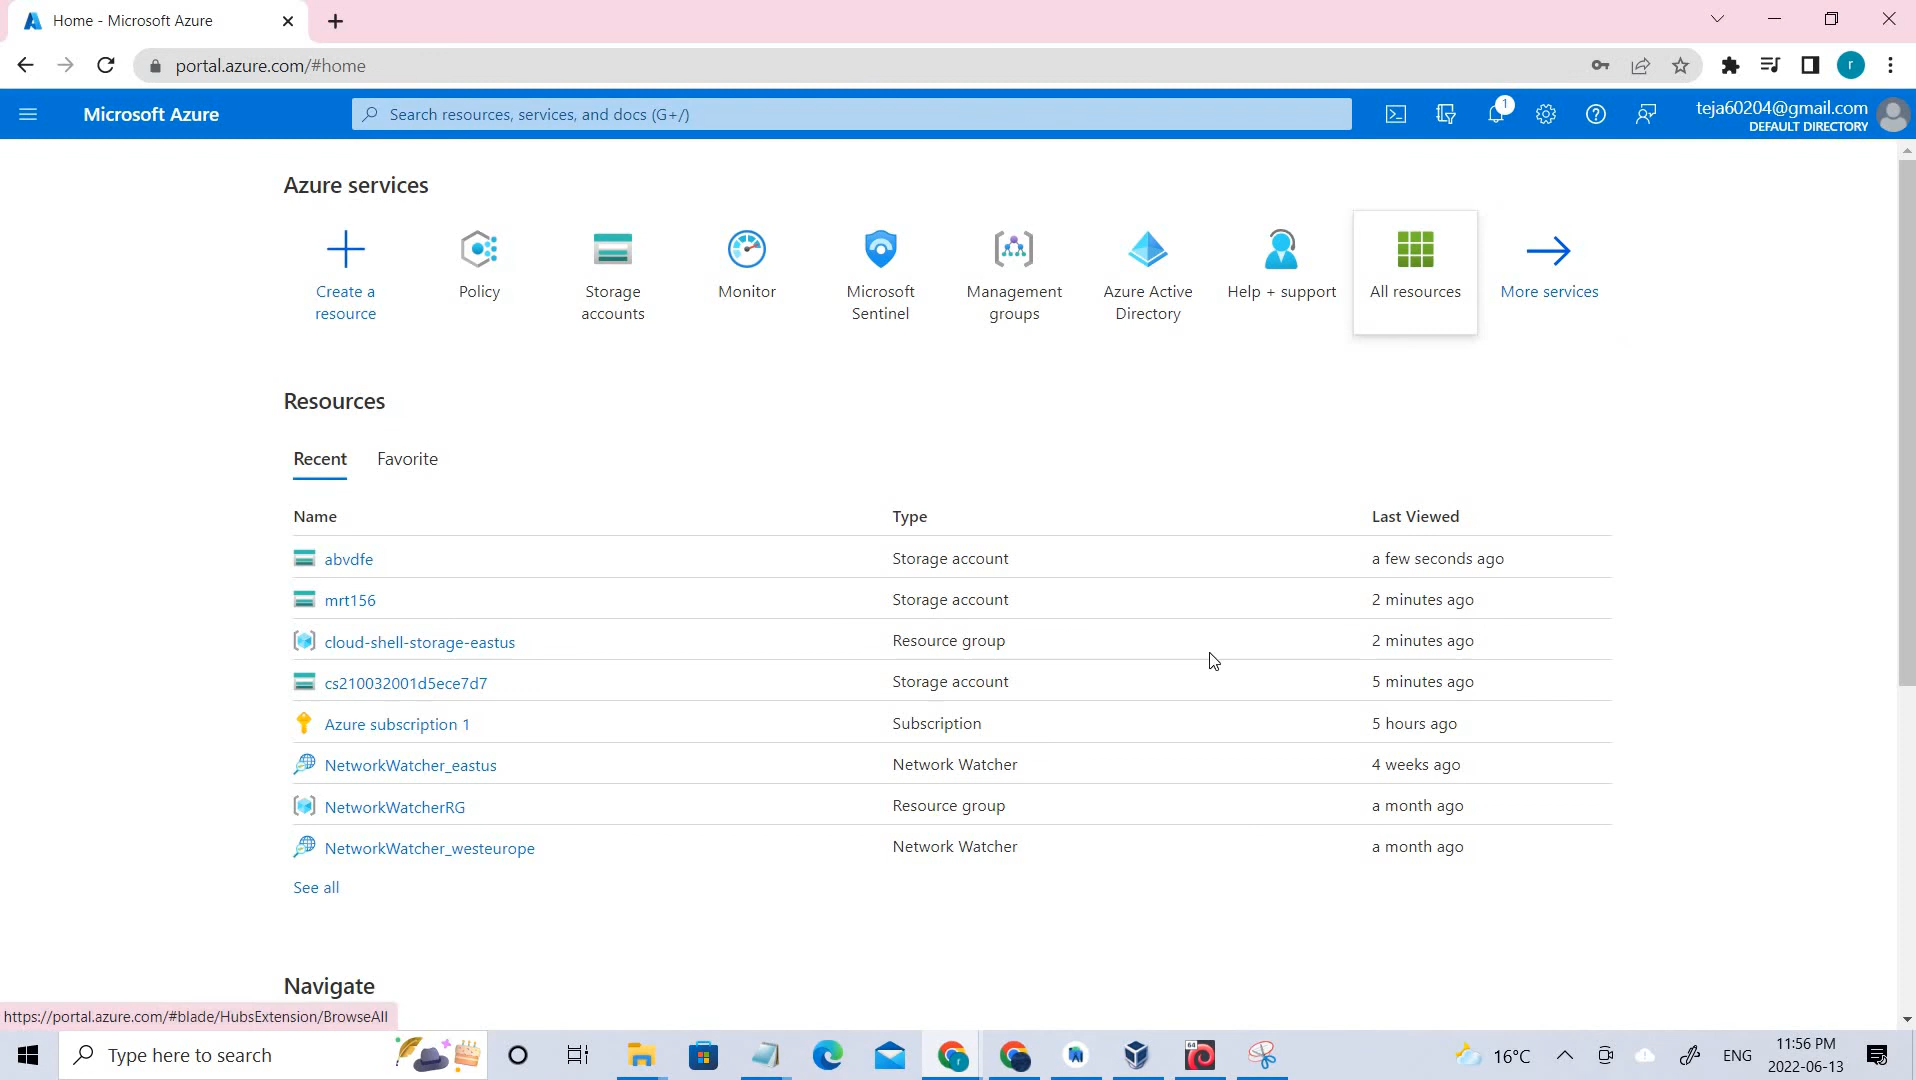 Home - Microsoft Azure
portal.azure.com/#home
r
Microsoft Azure
Search resources, services, and docs (G+/)
1
teja60204@gmail.com
DEFAULT DIRECTORY
Azure services
Create a resource
Policy
Storage accounts
Monitor
Microsoft Sentinel
Management groups
Azure Active Directory
Help + support
All resources
More services
Resources
Recent Favorite
Name Type Last Viewed
abvdfe Storage account a few seconds ago
mrt156 Storage account 2 minutes ago
cloud-shell-storage-eastus Resource group 2 minutes ago
cs210032001d5ece7d7 Storage account 5 minutes ago
Azure subscription 1 Subscription 5 hours ago
NetworkWatcher_eastus Network Watcher 4 weeks ago
NetworkWatcherRG Resource group a month ago
NetworkWatcher_westeurope Network Watcher a month ago
See all
Navigate
https://portal.azure.com/#blade/HubsExtension/BrowseAll
Type here to search
r
64
16°C
ENG
11:56 PM
2022-06-13